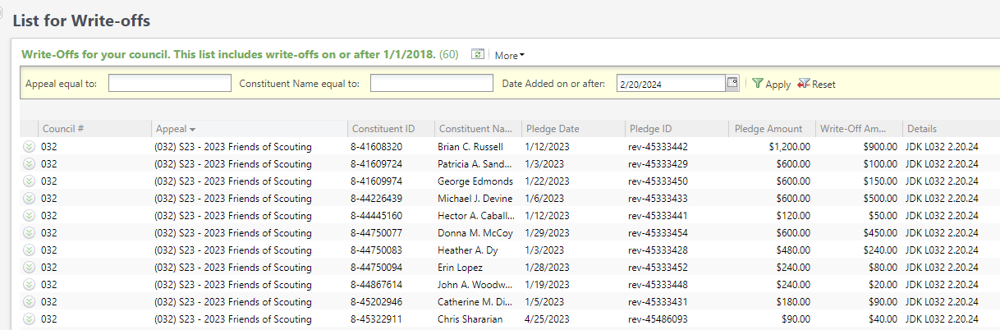 List for Write-offs
Write-Offs for your council. This list includes write-offs on or after 1/1/2018. (60) More
Appeal equal to: Constituent Name equal to: Date Added on or after: 2/20/2024 Apply Reset
Council # Appeal Constituent ID Constituent Na... Pledge Date Pledge ID Pledge Amount Write-Off Am... Details
032 (032) S23 - 2023 Friends of Scouting 8-41608320 Brian C. Russell 1/12/2023 rev-45333442 $1,200.00 $900.00 JDK L032 2.20.24
032 (032) S23 - 2023 Friends of Scouting 8-41609724 Patricia A. Sand... 1/3/2023 rev-45333429 $600.00 $100.00 JDK L032 2.20.24
032 (032) S23 - 2023 Friends of Scouting 8-41609974 George Edmonds 1/22/2023 rev-45333450 $600.00 $150.00 JDK L032 2.20.24
032 (032) S23 - 2023 Friends of Scouting 8-44226439 Michael J. Devine 1/6/2023 rev-45333433 $600.00 $500.00 JDK L032 2.20.24
032 (032) S23 - 2023 Friends of Scouting 8-44445160 Hector A. Caball... 1/12/2023 rev-45333441 $120.00 $50.00 JDK L032 2.20.24
032 (032) S23 - 2023 Friends of Scouting 8-44750077 Donna M. McCoy 1/29/2023 rev-45333454 $600.00 $450.00 JDK L032 2.20.24
032 (032) S23 - 2023 Friends of Scouting 8-44750083 Heather A. Dy 1/3/2023 rev-45333428 $480.00 $240.00 JDK L032 2.20.24
032 (032) S23 - 2023 Friends of Scouting 8-44750094 Erin Lopez 1/28/2023 rev-45333452 $240.00 $80.00 JDK L032 2.20.24
032 (032) S23 - 2023 Friends of Scouting 8-44867614 John A. Woodw... 1/19/2023 rev-45333448 $240.00 $20.00 JDK L032 2.20.24
032 (032) S23 - 2023 Friends of Scouting 8-45202946 Catherine M. Di... 1/5/2023 rev-45333431 $180.00 $90.00 JDK L032 2.20.24
032 (032) S23 - 2023 Friends of Scouting 8-45322911 Chris Shararian 4/25/2023 rev-45486093 $90.00 $40.00 JDK L032 2.20.24